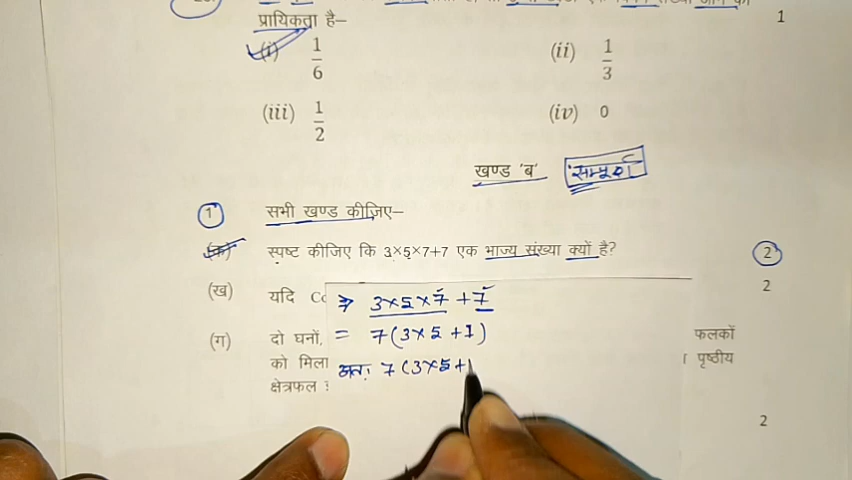 प्रायिकता है– 1
(i) 1/6 (ii) 1/3
(iii) 1/2 (iv) 0
खण्ड 'ब' सम्पूर्ण
1 सभी खण्ड कीजिए–
(क) स्पष्ट कीजिए कि 3×5×7+7 एक भाज्य संख्या क्यों है? 2
(ख) यदि 2
⇒ 3×5×7 + 7
= 7(3×5+1)
(ग) दो घनों, फलकों
को मिला पृष्ठीय
अतः 7(3×5+
क्षेत्रफल
2